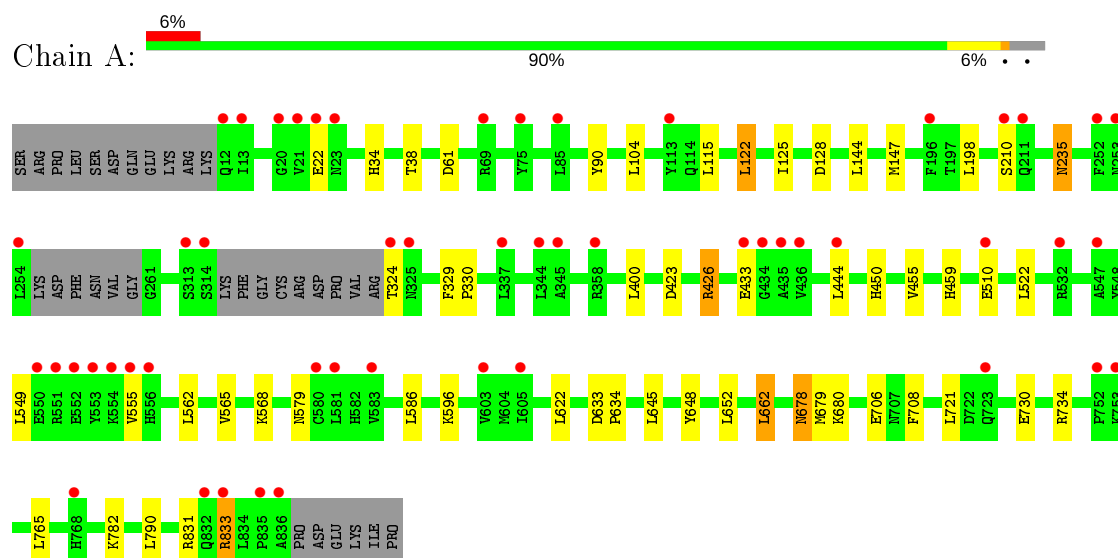 6%
Chain A:
90% 6% • •
SER ARG PRO LEU SER ASP GLN GLU LYS ARG LYS Q12 I13 G20 V21 E22 N23 H34 T38 D61 R69 Y75 L85 Y90 L104 Y113 Q114 L115 L122 I125 D128 L144 M147 F196 T197 L198 S210 Q211 N235 F252 N253
L254 LYS ASP PHE ASN VAL GLY G261 S313 S314 LYS PHE GLY CYS ARG ASP PRO VAL ARG T324 N325 F329 P330 L337 L344 A345 R358 L400 D423 R426 E433 G434 A435 V436 L444 H450 V455 H459 E510 L522 R532 A547 Y548
L549 E550 R551 E552 Y553 K554 V555 H556 L562 V565 K568 N579 C580 L581 H582 V583 L586 K596 V603 M604 I605 L622 D633 P634 L645 Y648 L652 L662 N678 M679 K680 E706 N707 F708 L721 D722 Q723 E730 R734 P752 K753
L765 H768 K782 L790 R831 Q832 R833 L834 P835 A836 PRO ASP GLU LYS ILE PRO